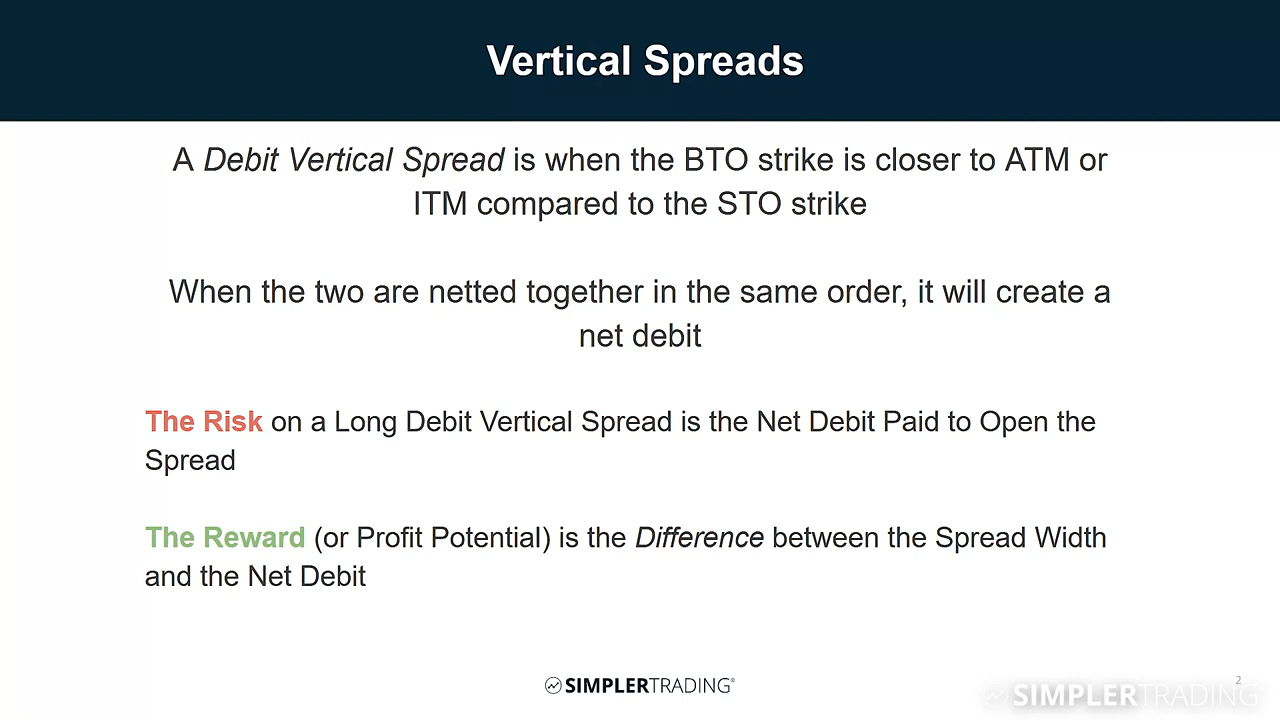 Vertical Spreads
A Debit Vertical Spread is when the BTO strike is closer to ATM or
ITM compared to the STO strike
When the two are netted together in the same order, it will create a
net debit
The Risk on a Long Debit Vertical Spread is the Net Debit Paid to Open the
Spread
The Reward (or Profit Potential) is the Difference between the Spread Width
and the Net Debit
SIMPLERTRADING®
2
SIMPLERTRADING